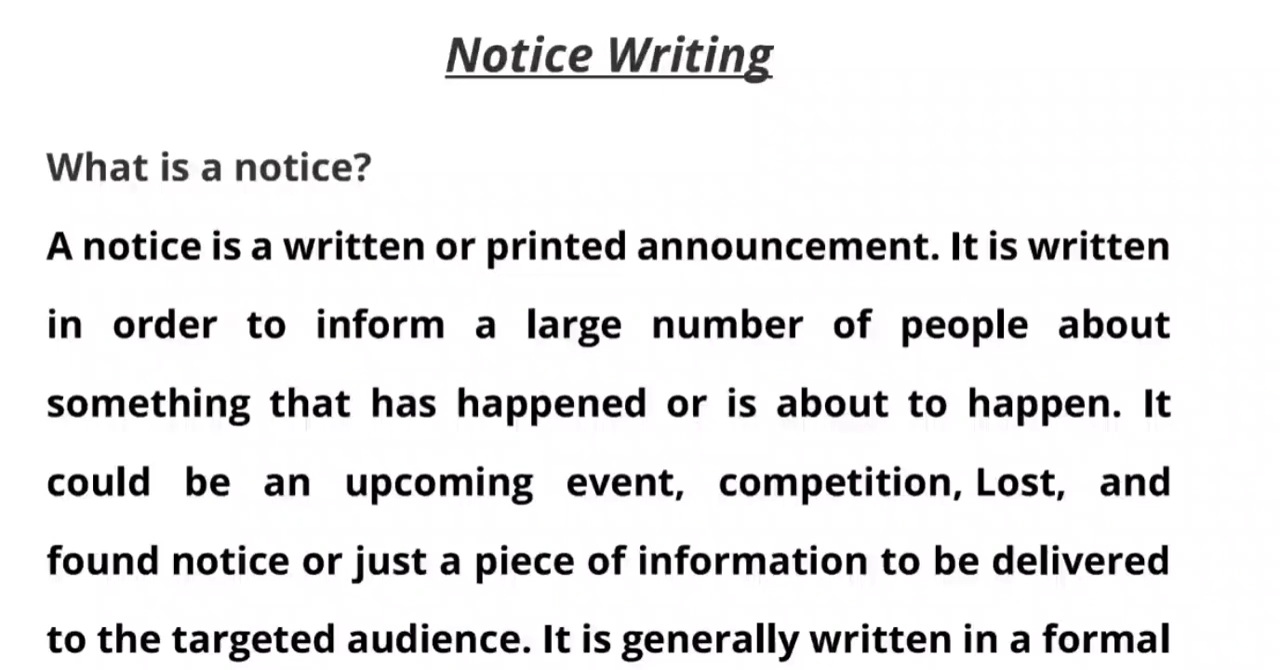 Notice Writing
What is a notice?
A notice is a written or printed announcement. It is written
in order to inform a large number of people about
something that has happened or is about to happen. It
could be an upcoming event, competition, Lost, and
found notice or just a piece of information to be delivered
to the targeted audience. It is generally written in a formal